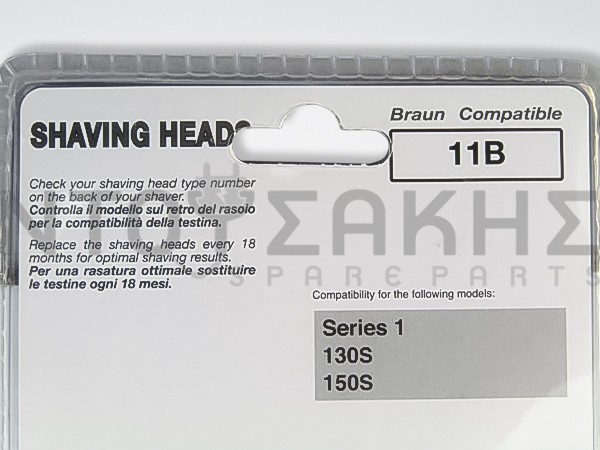 SHAVING HEADS
Braun Compatible
11B
Check your shaving head type number
on the back of your shaver.
Controlla il modello sul retro del rasoio
per la compatibilità della testina.
Replace the shaving heads every 18
months for optimal shaving results.
Per una rasatura ottimale sostituire
le testine ogni 18 mesi.
Compatibility for the following models:
Series 1
130S
150S
SPARE PARTS